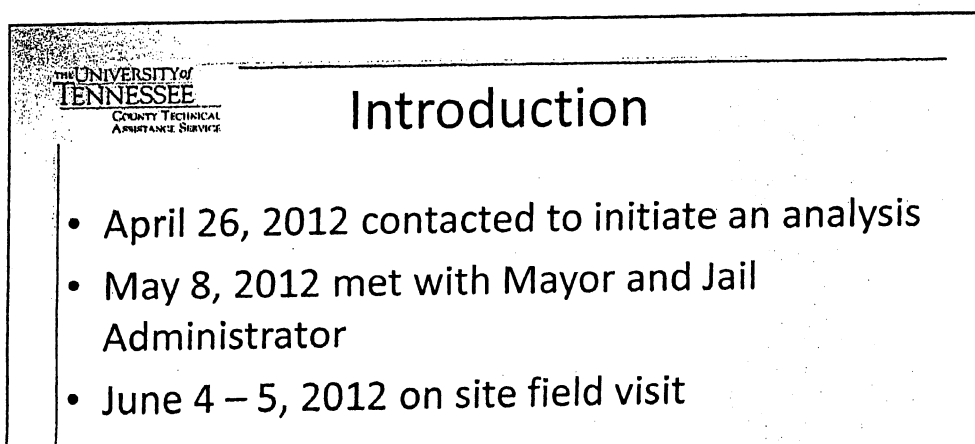 THE UNIVERSITY of
TENNESSEE
COUNTY TECHNICAL
ASSISTANCE SERVICE
Introduction
• April 26, 2012 contacted to initiate an analysis
• May 8, 2012 met with Mayor and Jail
Administrator
• June 4 – 5, 2012 on site field visit